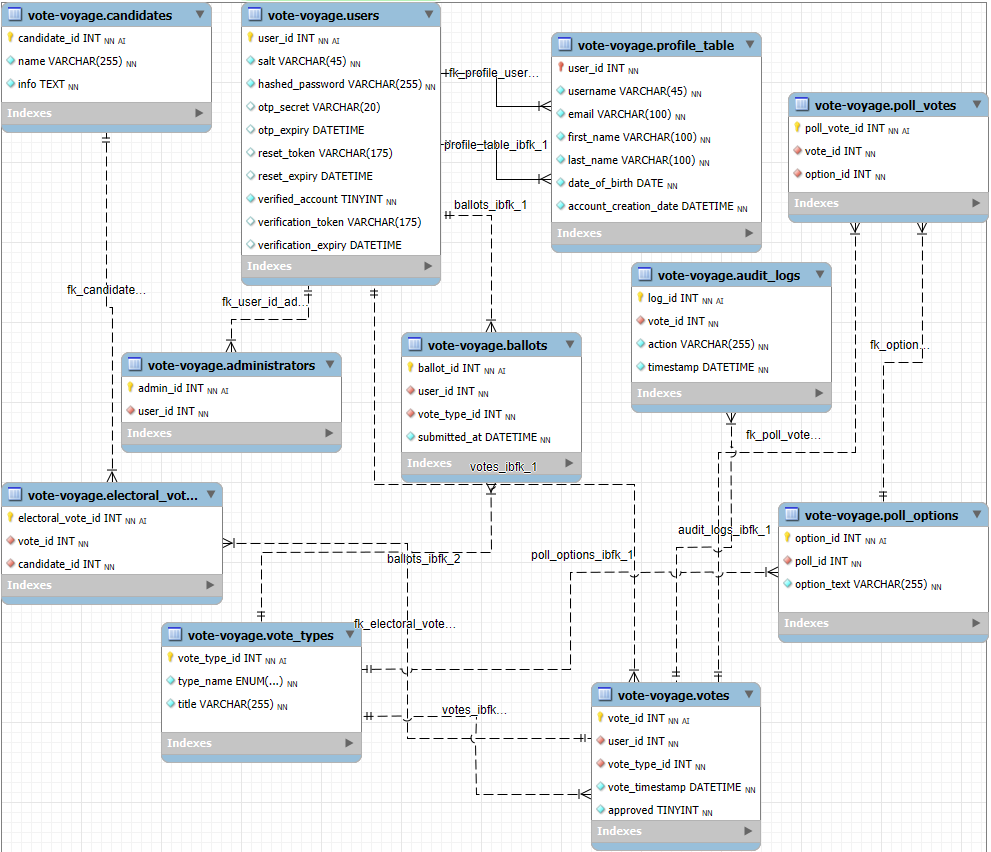 vote-voyage.candidates
candidate_id INT NN AI
name VARCHAR(255) NN
info TEXT NN
Indexes
vote-voyage.users
user_id INT NN AI
salt VARCHAR(45) NN
hashed_password VARCHAR(255) NN
otp_secret VARCHAR(20)
otp_expiry DATETIME
reset_token VARCHAR(175)
reset_expiry DATETIME
verified_account TINYINT NN
verification_token VARCHAR(175)
verification_expiry DATETIME
Indexes
fk_profile_user...
profile_table_ibfk_1
vote-voyage.profile_table
user_id INT NN
username VARCHAR(45) NN
email VARCHAR(100) NN
first_name VARCHAR(100) NN
last_name VARCHAR(100) NN
date_of_birth DATE NN
account_creation_date DATETIME NN
Indexes
vote-voyage.poll_votes
poll_vote_id INT NN AI
vote_id INT NN
option_id INT NN
Indexes
ballots_ibfk_1
fk_candidate...
fk_user_id_ad...
vote-voyage.audit_logs
log_id INT NN AI
vote_id INT NN
action VARCHAR(255) NN
timestamp DATETIME NN
Indexes
fk_option...
vote-voyage.administrators
admin_id INT NN AI
user_id INT NN
Indexes
vote-voyage.ballots
ballot_id INT NN AI
user_id INT NN
vote_type_id INT NN
submitted_at DATETIME NN
Indexes
votes_ibfk_1
fk_poll_vote...
vote-voyage.electoral_vot...
electoral_vote_id INT NN AI
vote_id INT NN
candidate_id INT NN
Indexes
ballots_ibfk_2
poll_options_ibfk_1
audit_logs_ibfk_1
vote-voyage.poll_options
option_id INT NN AI
poll_id INT NN
option_text VARCHAR(255) NN
Indexes
fk_electoral_vote...
vote-voyage.vote_types
vote_type_id INT NN AI
type_name ENUM(...) NN
title VARCHAR(255) NN
Indexes
votes_ibfk...
vote-voyage.votes
vote_id INT NN AI
user_id INT NN
vote_type_id INT NN
vote_timestamp DATETIME NN
approved TINYINT NN
Indexes